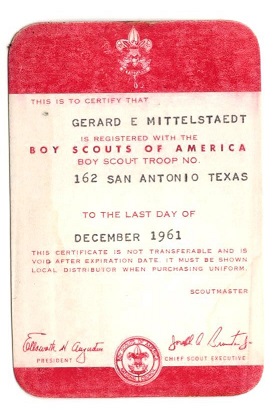 THIS IS TO CERTIFY THAT
GERARD E MITTELSTAEDT
IS REGISTERED WITH THE
BOY SCOUTS OF AMERICA
BOY SCOUT TROOP NO.
162 SAN ANTONIO TEXAS
TO THE LAST DAY OF
DECEMBER 1961
THIS CERTIFICATE IS NOT TRANSFERABLE AND IS
VOID AFTER EXPIRATION DATE. IT MUST BE SHOWN
LOCAL DISTRIBUTOR WHEN PURCHASING UNIFORM.
SCOUTMASTER
Ellsworth H Augustus
PRESIDENT
CHIEF SCOUT EXECUTIVE